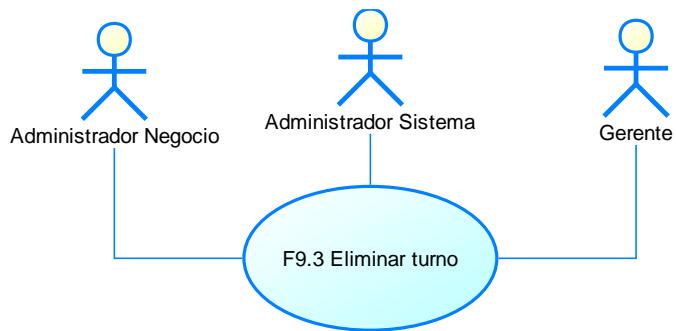 Administrador Negocio
Administrador Sistema
Gerente
F9.3 Eliminar turno